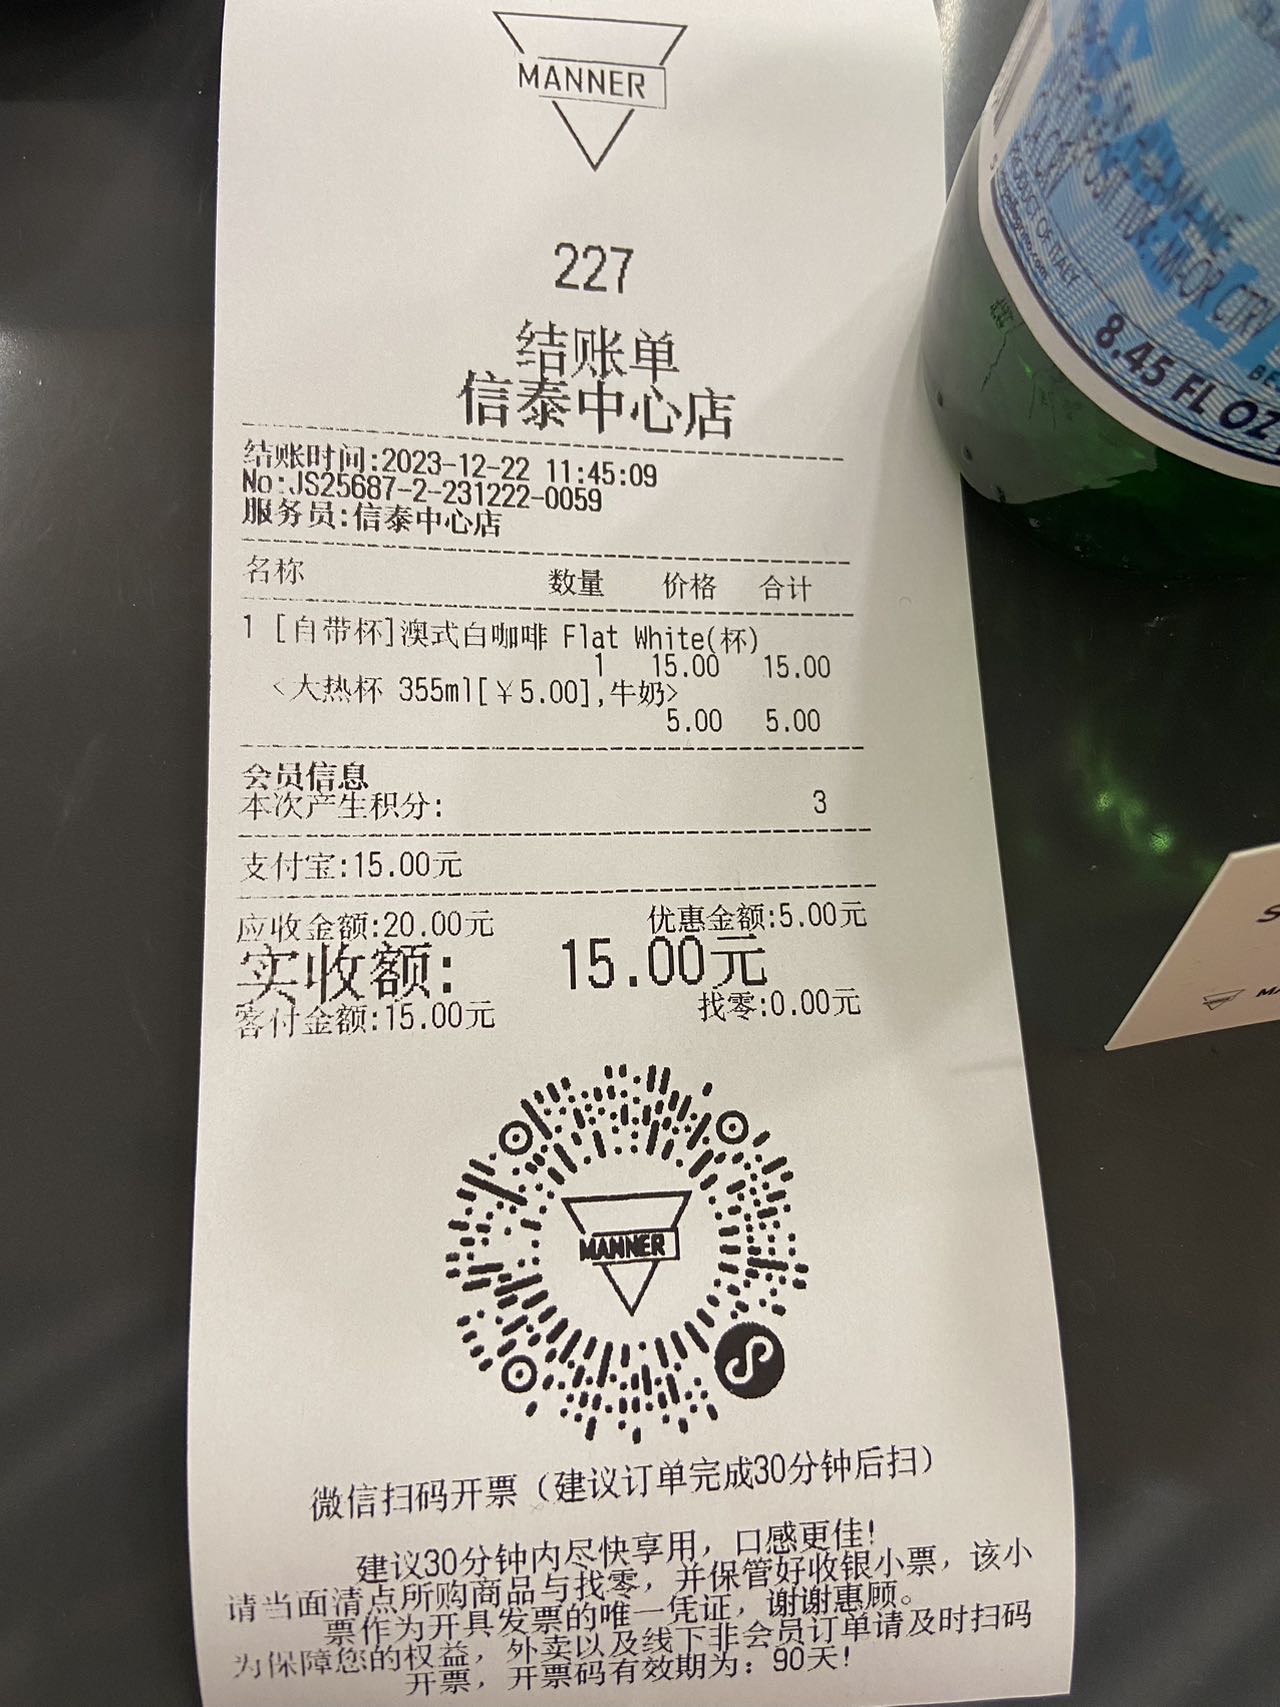 MANNER
227
结账单
信泰中心店
结账时间:2023-12-22 11:45:09
No:JS25687-2-231222-0059
服务员:信泰中心店
名称 数量 价格 合计
1 [自带杯]澳式白咖啡 Flat White(杯)
1 15.00 15.00
<大热杯 355ml[¥5.00],牛奶>
5.00 5.00
会员信息
本次产生积分: 3
支付宝:15.00元
应收金额:20.00元 优惠金额:5.00元
实收额: 15.00元
客付金额:15.00元 找零:0.00元
MANNER
微信扫码开票（建议订单完成30分钟后扫）
建议30分钟内尽快享用，口感更佳!
请当面清点所购商品与找零，并保管好收银小票，该小
票作为开具发票的唯一凭证，谢谢惠顾。
为保障您的权益，外卖以及线下非会员订单请及时扫码
开票，开票码有效期为：90天!
PRODUCT OF ITALY
8.45 FL OZ